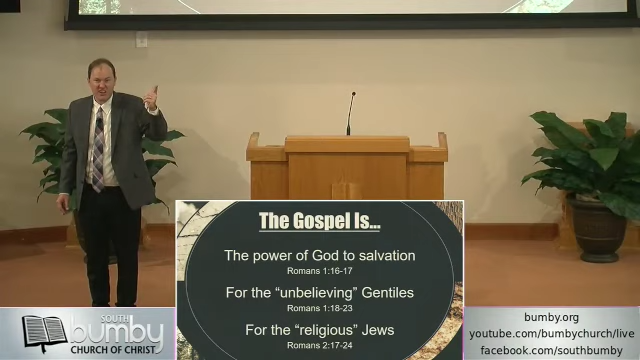 The Gospel Is...
The power of God to salvation
Romans 1:16-17
For the “unbelieving” Gentiles
Romans 1:18-23
For the “religious” Jews
Romans 2:17-24
SOUTH
bumby
CHURCH OF CHRIST
bumby.org
youtube.com/bumbychurch/live
facebook.com/southbumby